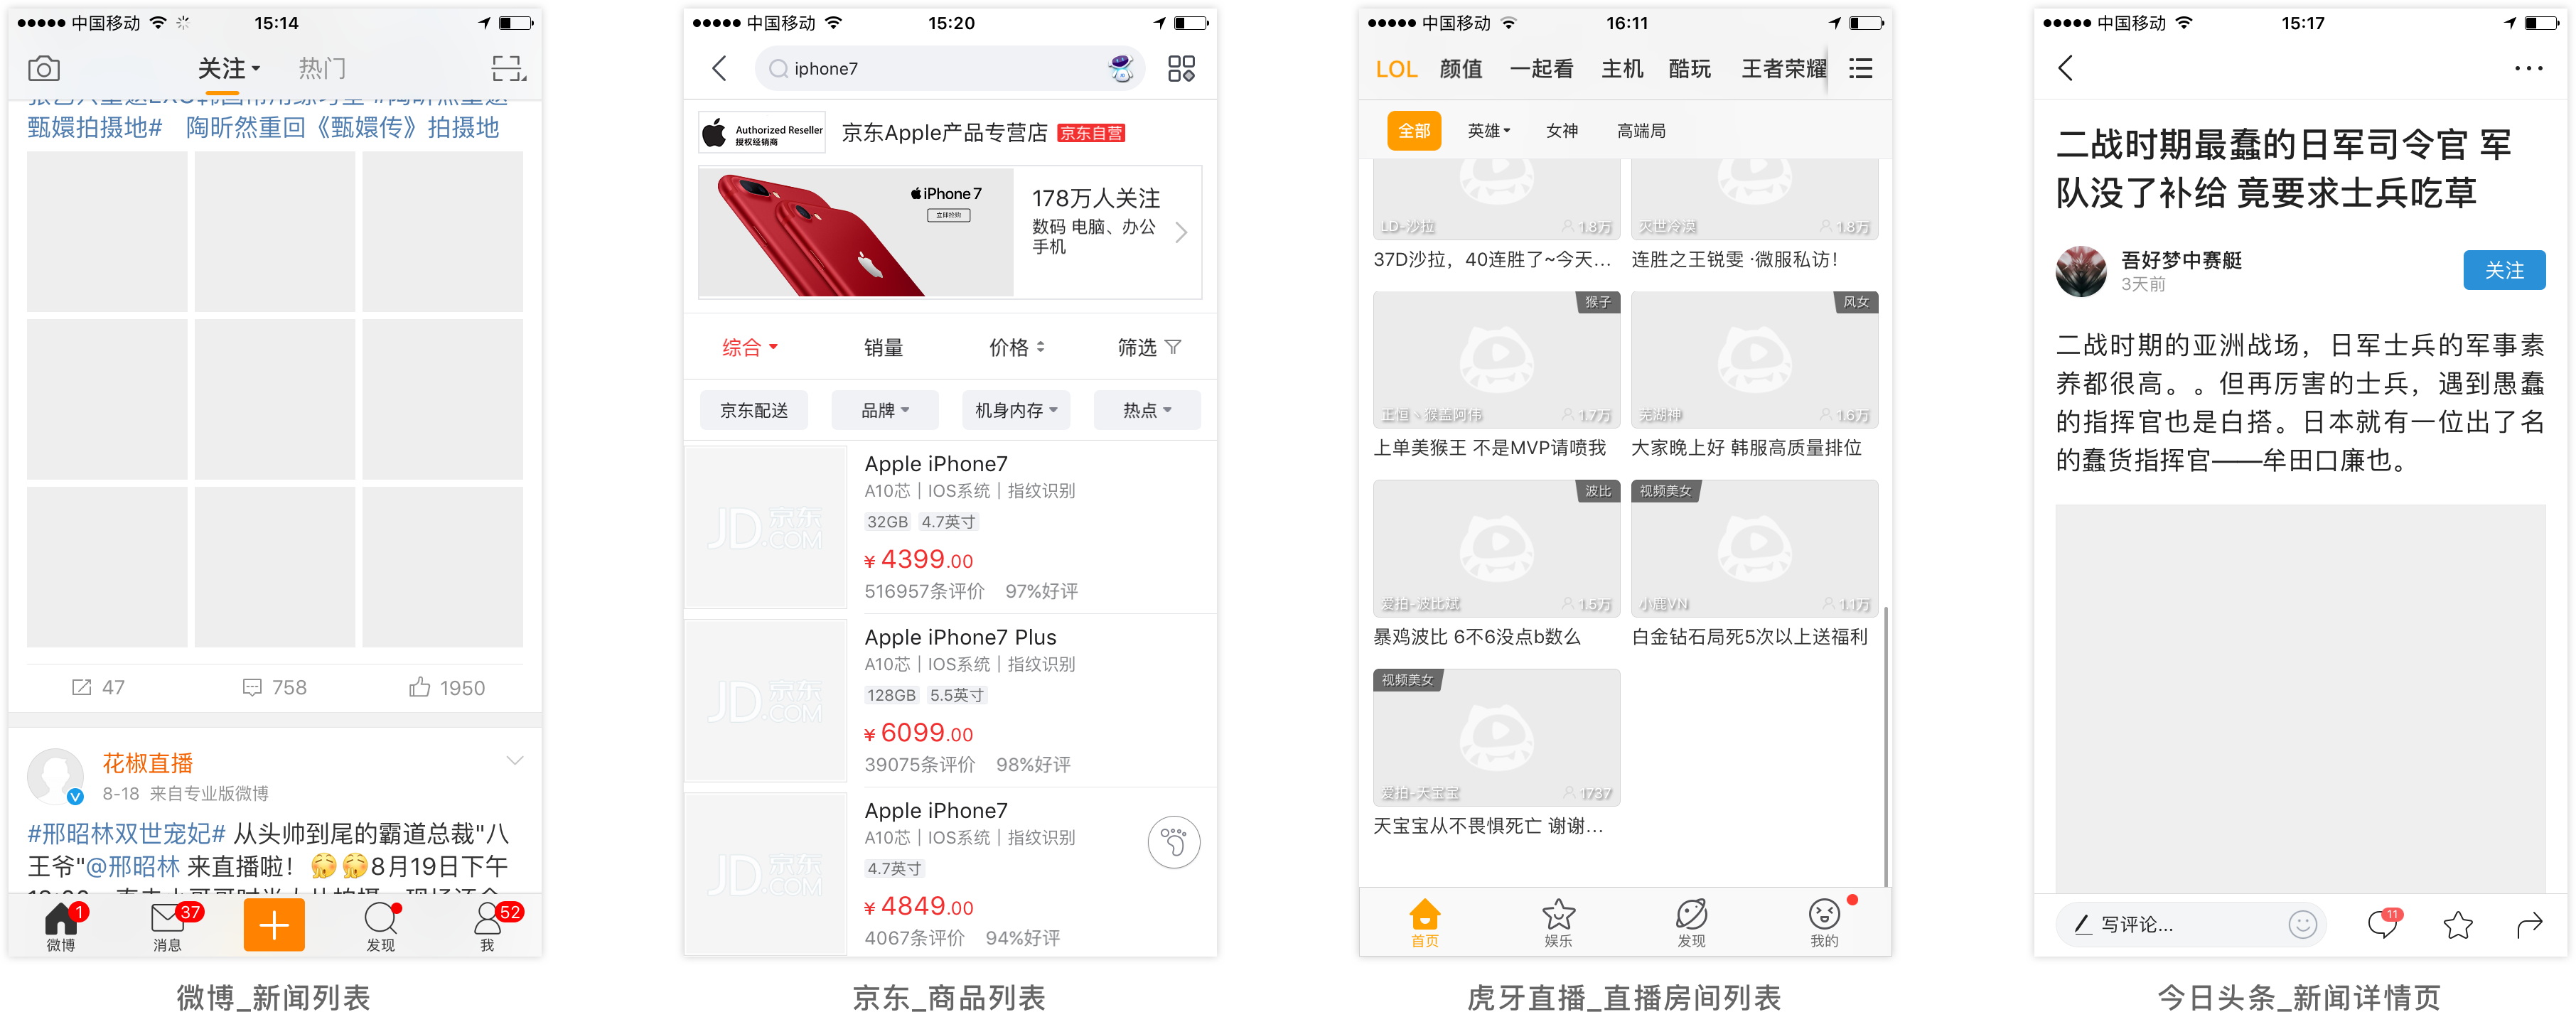 中国移动 15:14
关注 热门
甄嬛拍摄地# 陶昕然重回《甄嬛传》拍摄地
47 758 1950
花椒直播
8-18 来自专业版微博
#邢昭林双世宠妃# 从头帅到尾的霸道总裁"八
王爷"@邢昭林 来直播啦！8月19日下午
1 37 52
微博 消息 发现 我
微博_新闻列表
中国移动 15:20
iphone7
Authorized Reseller
授权经销商
京东Apple产品专营店 京东自营
iPhone 7
立即抢购
178万人关注
数码 电脑、办公
手机
综合 销量 价格 筛选
京东配送 品牌 机身内存 热点
JD京东
.COM
Apple iPhone7
A10芯｜IOS系统｜指纹识别
32GB 4.7英寸
¥ 4399.00
516957条评价 97%好评
JD京东
.COM
Apple iPhone7 Plus
A10芯｜IOS系统｜指纹识别
128GB 5.5英寸
¥ 6099.00
39075条评价 98%好评
JD京东
.COM
Apple iPhone7
A10芯｜IOS系统｜指纹识别
4.7英寸
¥ 4849.00
4067条评价 94%好评
京东_商品列表
中国移动 16:11
LOL 颜值 一起看 主机 酷玩 王者荣耀
全部 英雄 女神 高端局
LD-沙拉 1.8万
灭世冷漠 1.8万
37D沙拉，40连胜了~今天...
连胜之王锐雯 ·微服私访！
猴子
正恒丶猴盖阿伟 1.7万
风女
芜湖神 1.6万
上单美猴王 不是MVP请喷我
大家晚上好 韩服高质量排位
波比
爱拍-波比斌 1.5万
视频美女
小鹿VN 1.1万
暴鸡波比 6不6没点b数么
白金钻石局死5次以上送福利
视频美女
爱拍-天宝宝 1737
天宝宝从不畏惧死亡 谢谢...
首页 娱乐 发现 我的
虎牙直播_直播房间列表
中国移动 15:17
二战时期最蠢的日军司令官 军
队没了补给 竟要求士兵吃草
吾好梦中赛艇
3天前
关注
二战时期的亚洲战场，日军士兵的军事素
养都很高。。但再厉害的士兵，遇到愚蠢
的指挥官也是白搭。日本就有一位出了名
的蠢货指挥官——牟田口廉也。
写评论... 11
今日头条_新闻详情页